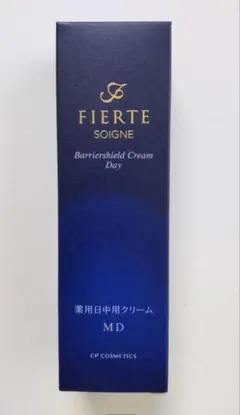 FIERTE
SOIGNE
Barriershield Cream
Day
薬用日中用クリーム
MD
CP COSMETICS